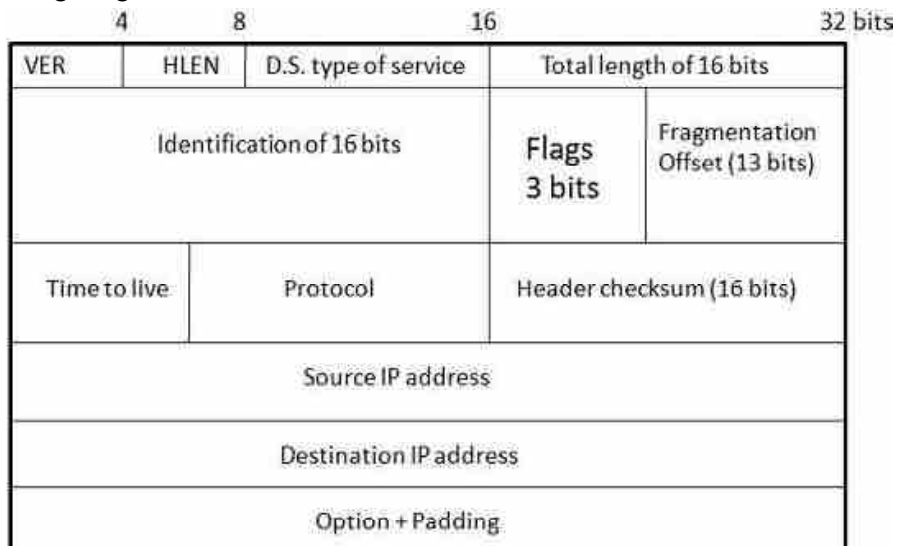 4 8 16 32 bits
VER HLEN D.S. type of service Total length of 16 bits
Identification of 16 bits
Flags
3 bits
Fragmentation
Offset (13 bits)
Time to live Protocol Header checksum (16 bits)
Source IP address
Destination IP address
Option + Padding